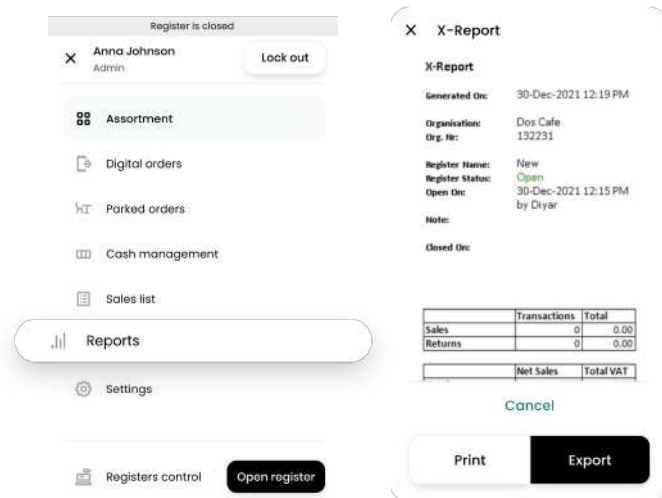 Register is closed
Anna Johnson
Admin
Lock out
Assortment
Digital orders
Parked orders
Cash management
Sales list
Reports
Settings
Registers control
Open register
X-Report
X-Report
Generated On: 30-Dec-2021 12:19 PM
Organisation: Dos Cafe
Org. Nr: 132231
Register Name: New
Register Status: Open
Open On: 30-Dec-2021 12:15 PM
by Diyar
Note:
Closed On:
Transactions Total
Sales 0 0.00
Returns 0 0.00
Net Sales Total VAT
Cancel
Print
Export